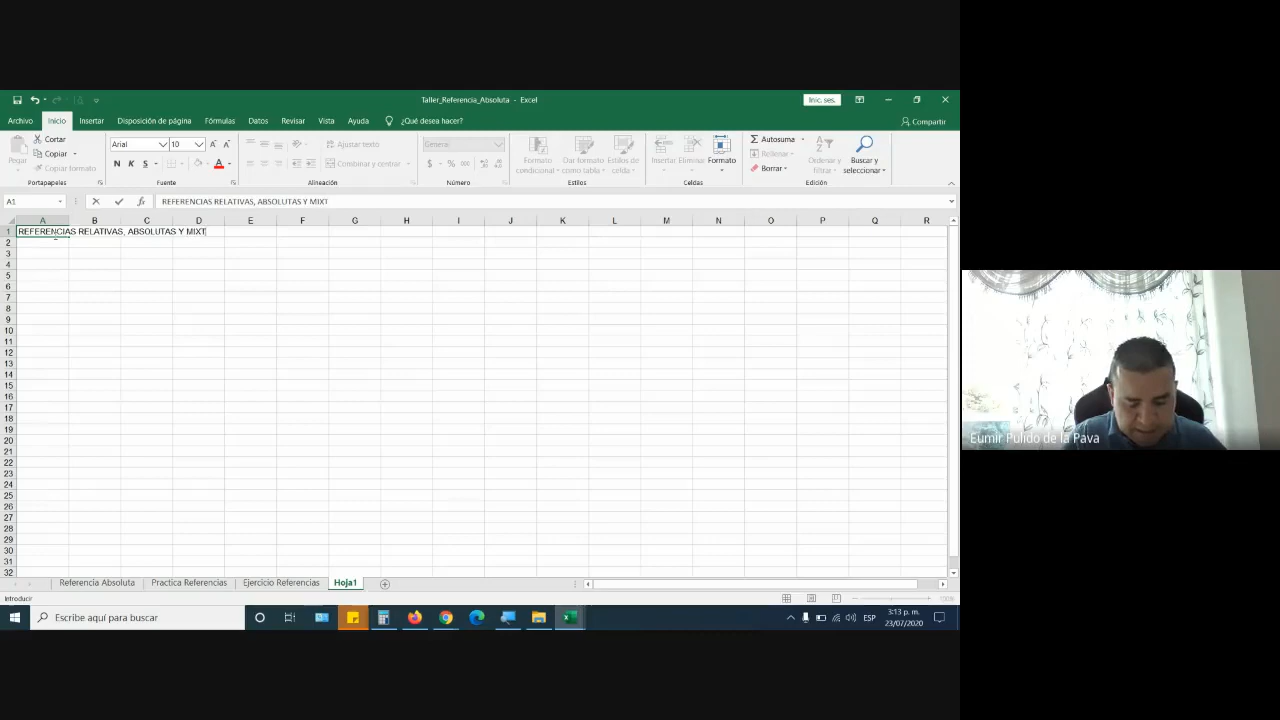 Taller_Referencia_Absoluta - Excel
Inic. ses.
Archivo Inicio Insertar Disposición de página Fórmulas Datos Revisar Vista Ayuda ¿Qué desea hacer? Compartir
Pegar
Cortar
Copiar
Copiar formato
Portapapeles
Arial 10
N K S
Fuente
Ajustar texto
Combinar y centrar
Alineación
General
$ % 000
Número
Formato condicional
Dar formato como tabla
Estilos de celda
Estilos
Insertar Eliminar Formato
Celdas
Autosuma
Rellenar
Borrar
Ordenar y filtrar
Buscar y seleccionar
Edición
A1 fx REFERENCIAS RELATIVAS, ABSOLUTAS Y MIXT
A B C D E F G H I J K L M N O P Q R
1 REFERENCIAS RELATIVAS, ABSOLUTAS Y MIXT
2
3
4
5
6
7
8
9
10
11
12
13
14
15
16
17
18
19
20
21
22
23
24
25
26
27
28
29
30
31
32
Eumir Pulido de la Pava
Referencia Absoluta Practica Referencias Ejercicio Referencias Hoja1
Introducir
Escribe aquí para buscar
ESP
3:13 p. m.
23/07/2020